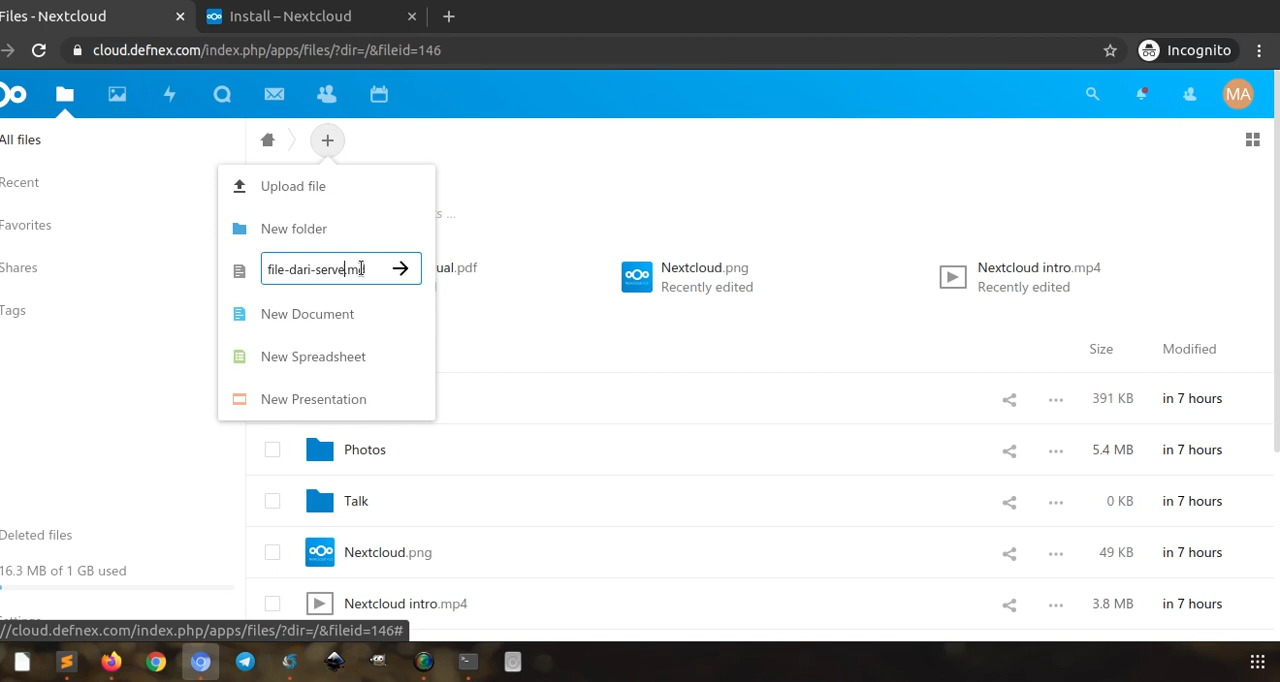 Files - Nextcloud
Install – Nextcloud
cloud.defnex.com/index.php/apps/files/?dir=/&fileid=146
Incognito
MA
All files
Recent
Favorites
Shares
Tags
Deleted files
16.3 MB of 1 GB used
Upload file
New folder
file-dari-serve.md
New Document
New Spreadsheet
New Presentation
s ...
ual.pdf
Nextcloud.png
Recently edited
Nextcloud intro.mp4
Recently edited
Size
Modified
391 KB
in 7 hours
Photos
5.4 MB
in 7 hours
Talk
0 KB
in 7 hours
Nextcloud.png
49 KB
in 7 hours
Nextcloud intro.mp4
3.8 MB
in 7 hours
//cloud.defnex.com/index.php/apps/files/?dir=/&fileid=146#